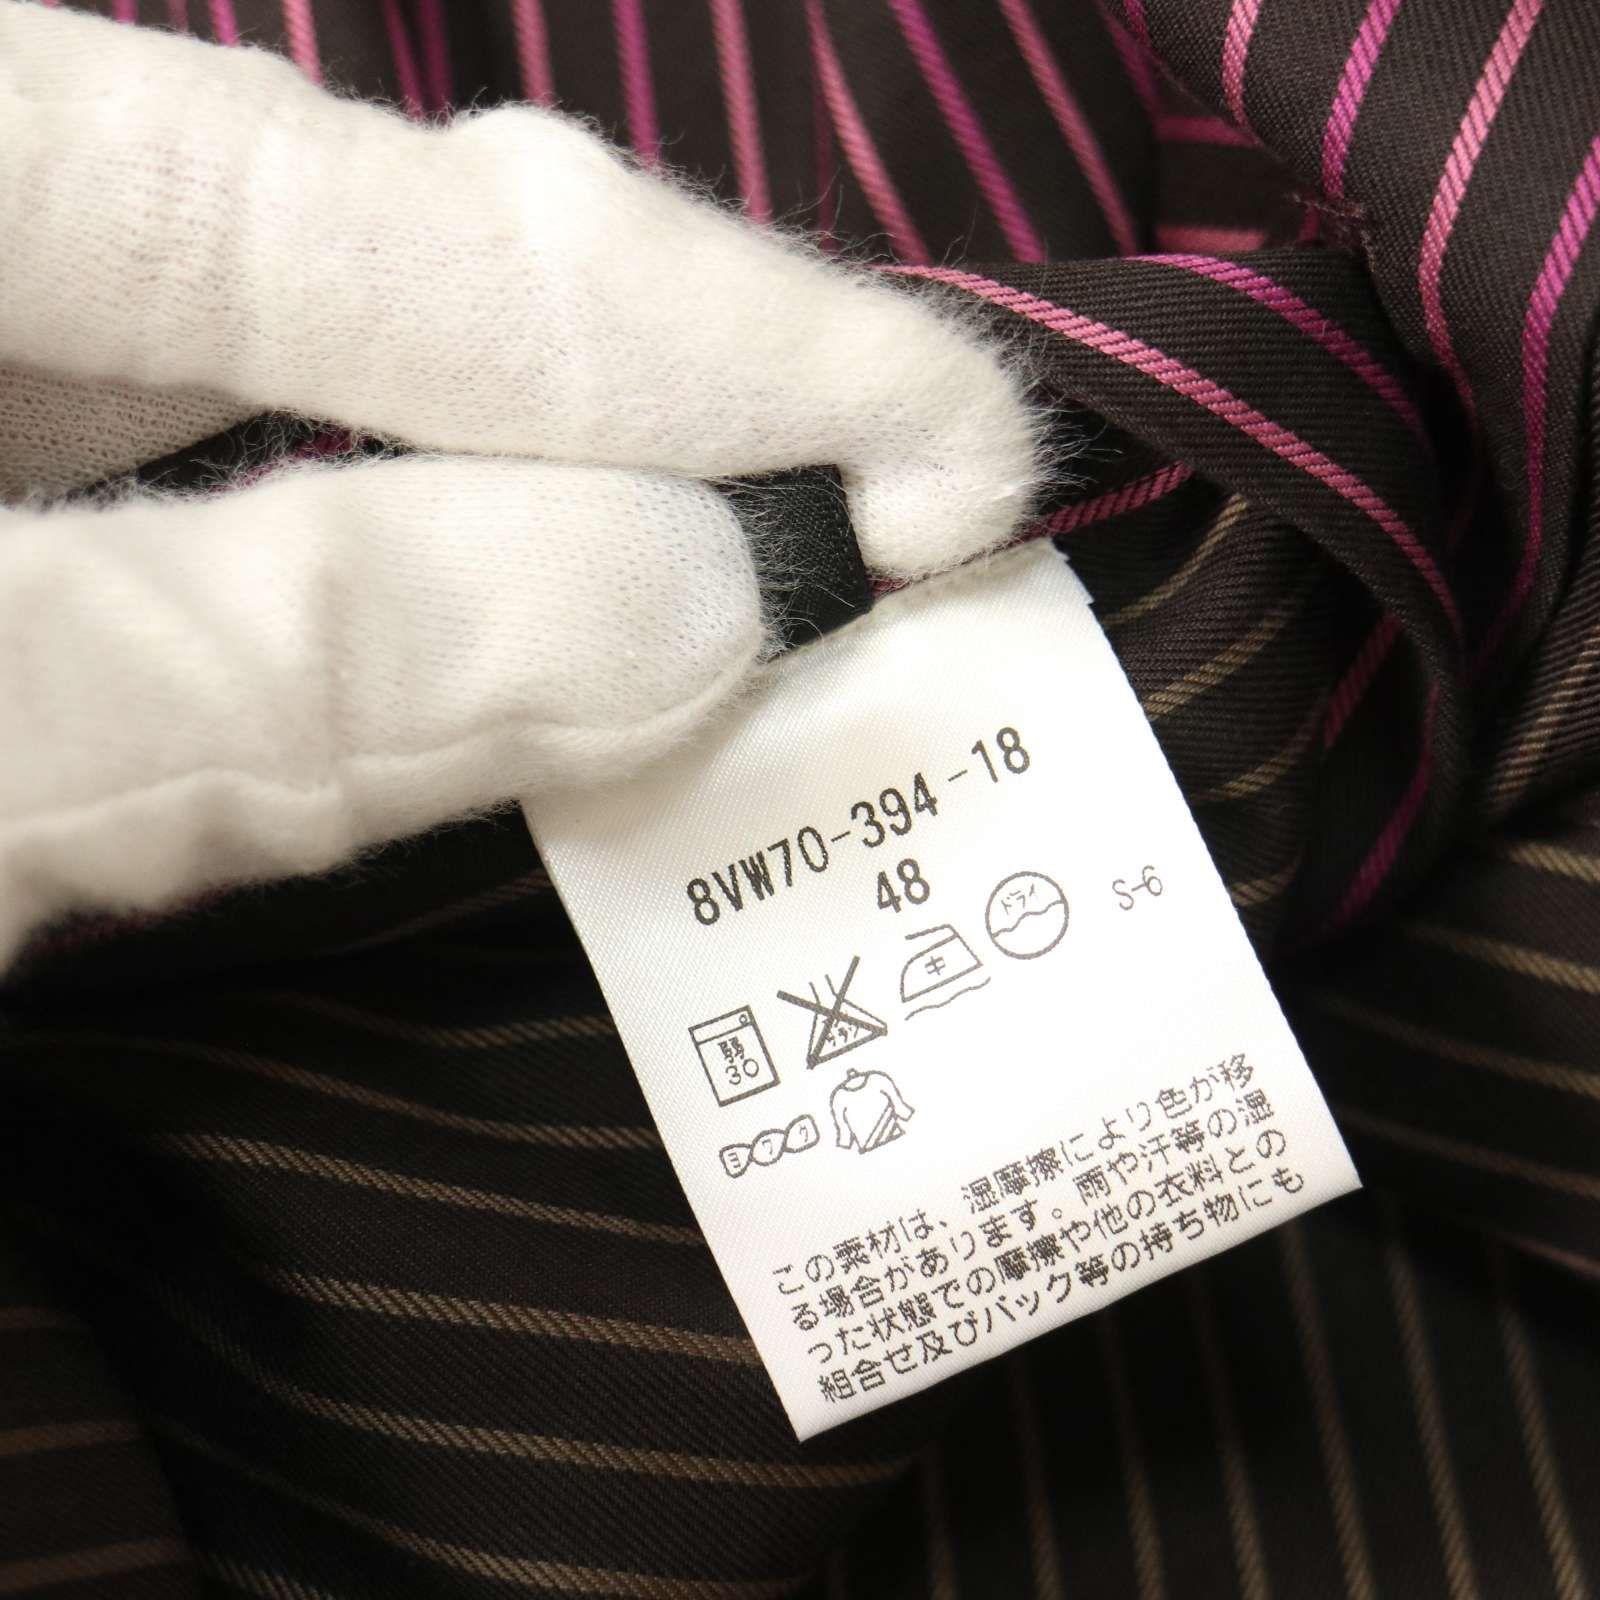 8VW70-394-18
48
ドライ
S-6
中
弱
30
ヨワク
この素材は、湿摩擦により色が移
る場合があります。雨や汗等の湿
った状態での摩擦や他の衣料との
組合せ及びバック等の持ち物にも